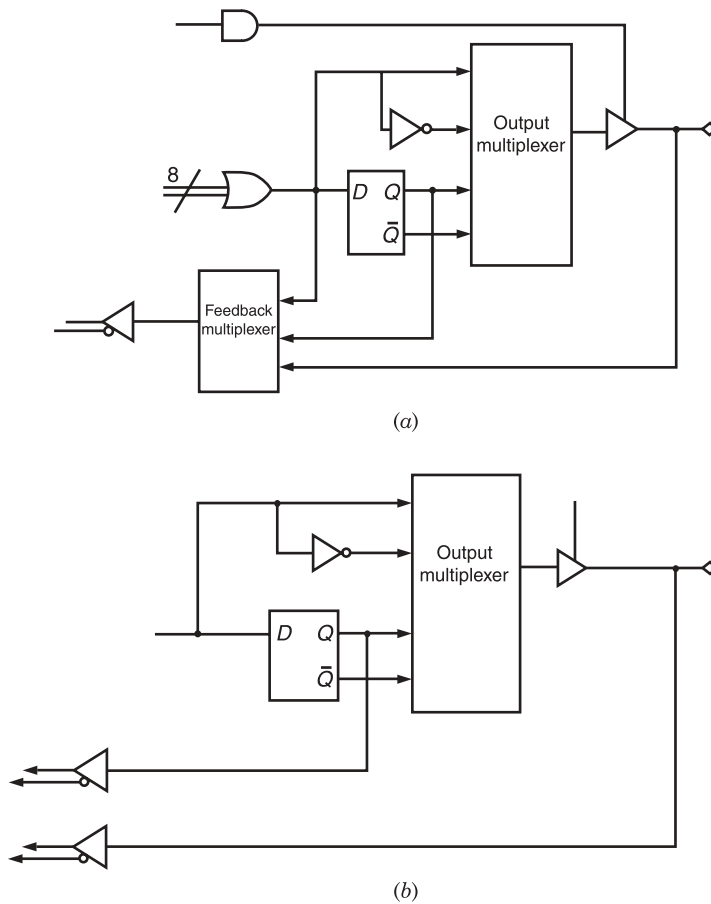 Output
multiplexer
8
D Q
Q̅
Feedback
multiplexer
(a)
Output
multiplexer
D Q
Q̅
(b)